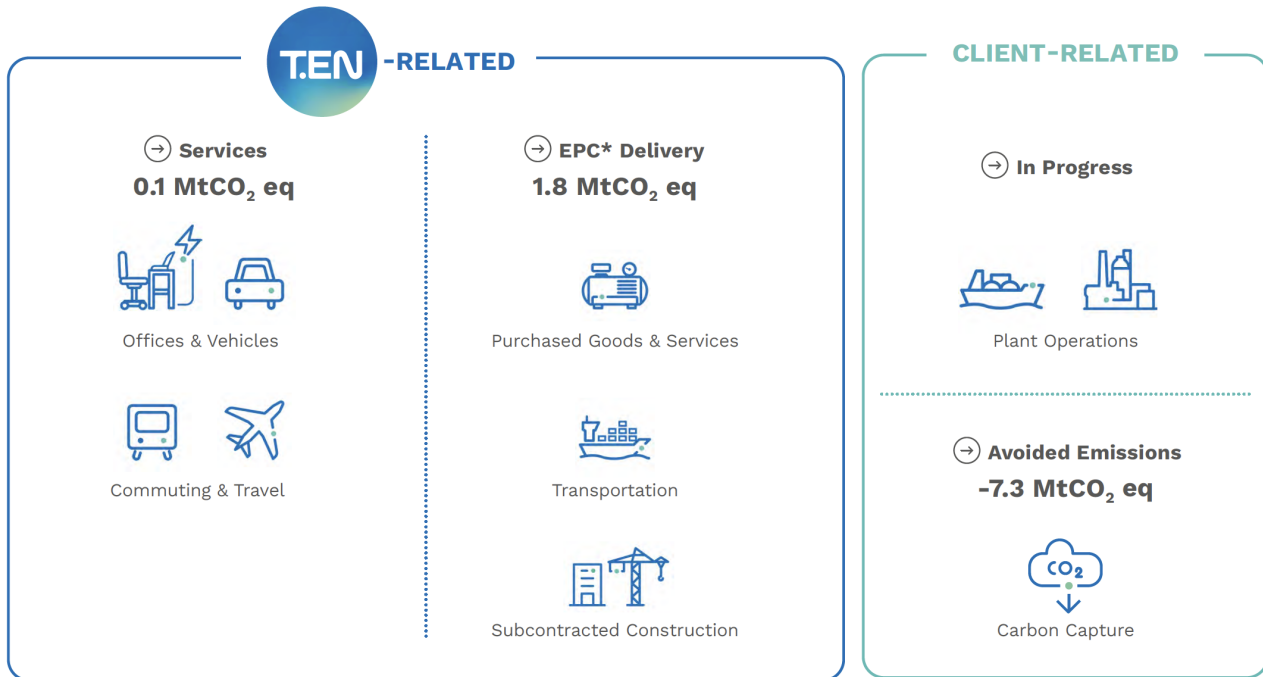 T.EN -RELATED
Services
0.1 MtCO₂ eq
Offices & Vehicles
Commuting & Travel
EPC* Delivery
1.8 MtCO₂ eq
Purchased Goods & Services
Transportation
Subcontracted Construction
CLIENT-RELATED
In Progress
Plant Operations
Avoided Emissions
-7.3 MtCO₂ eq
CO₂
Carbon Capture